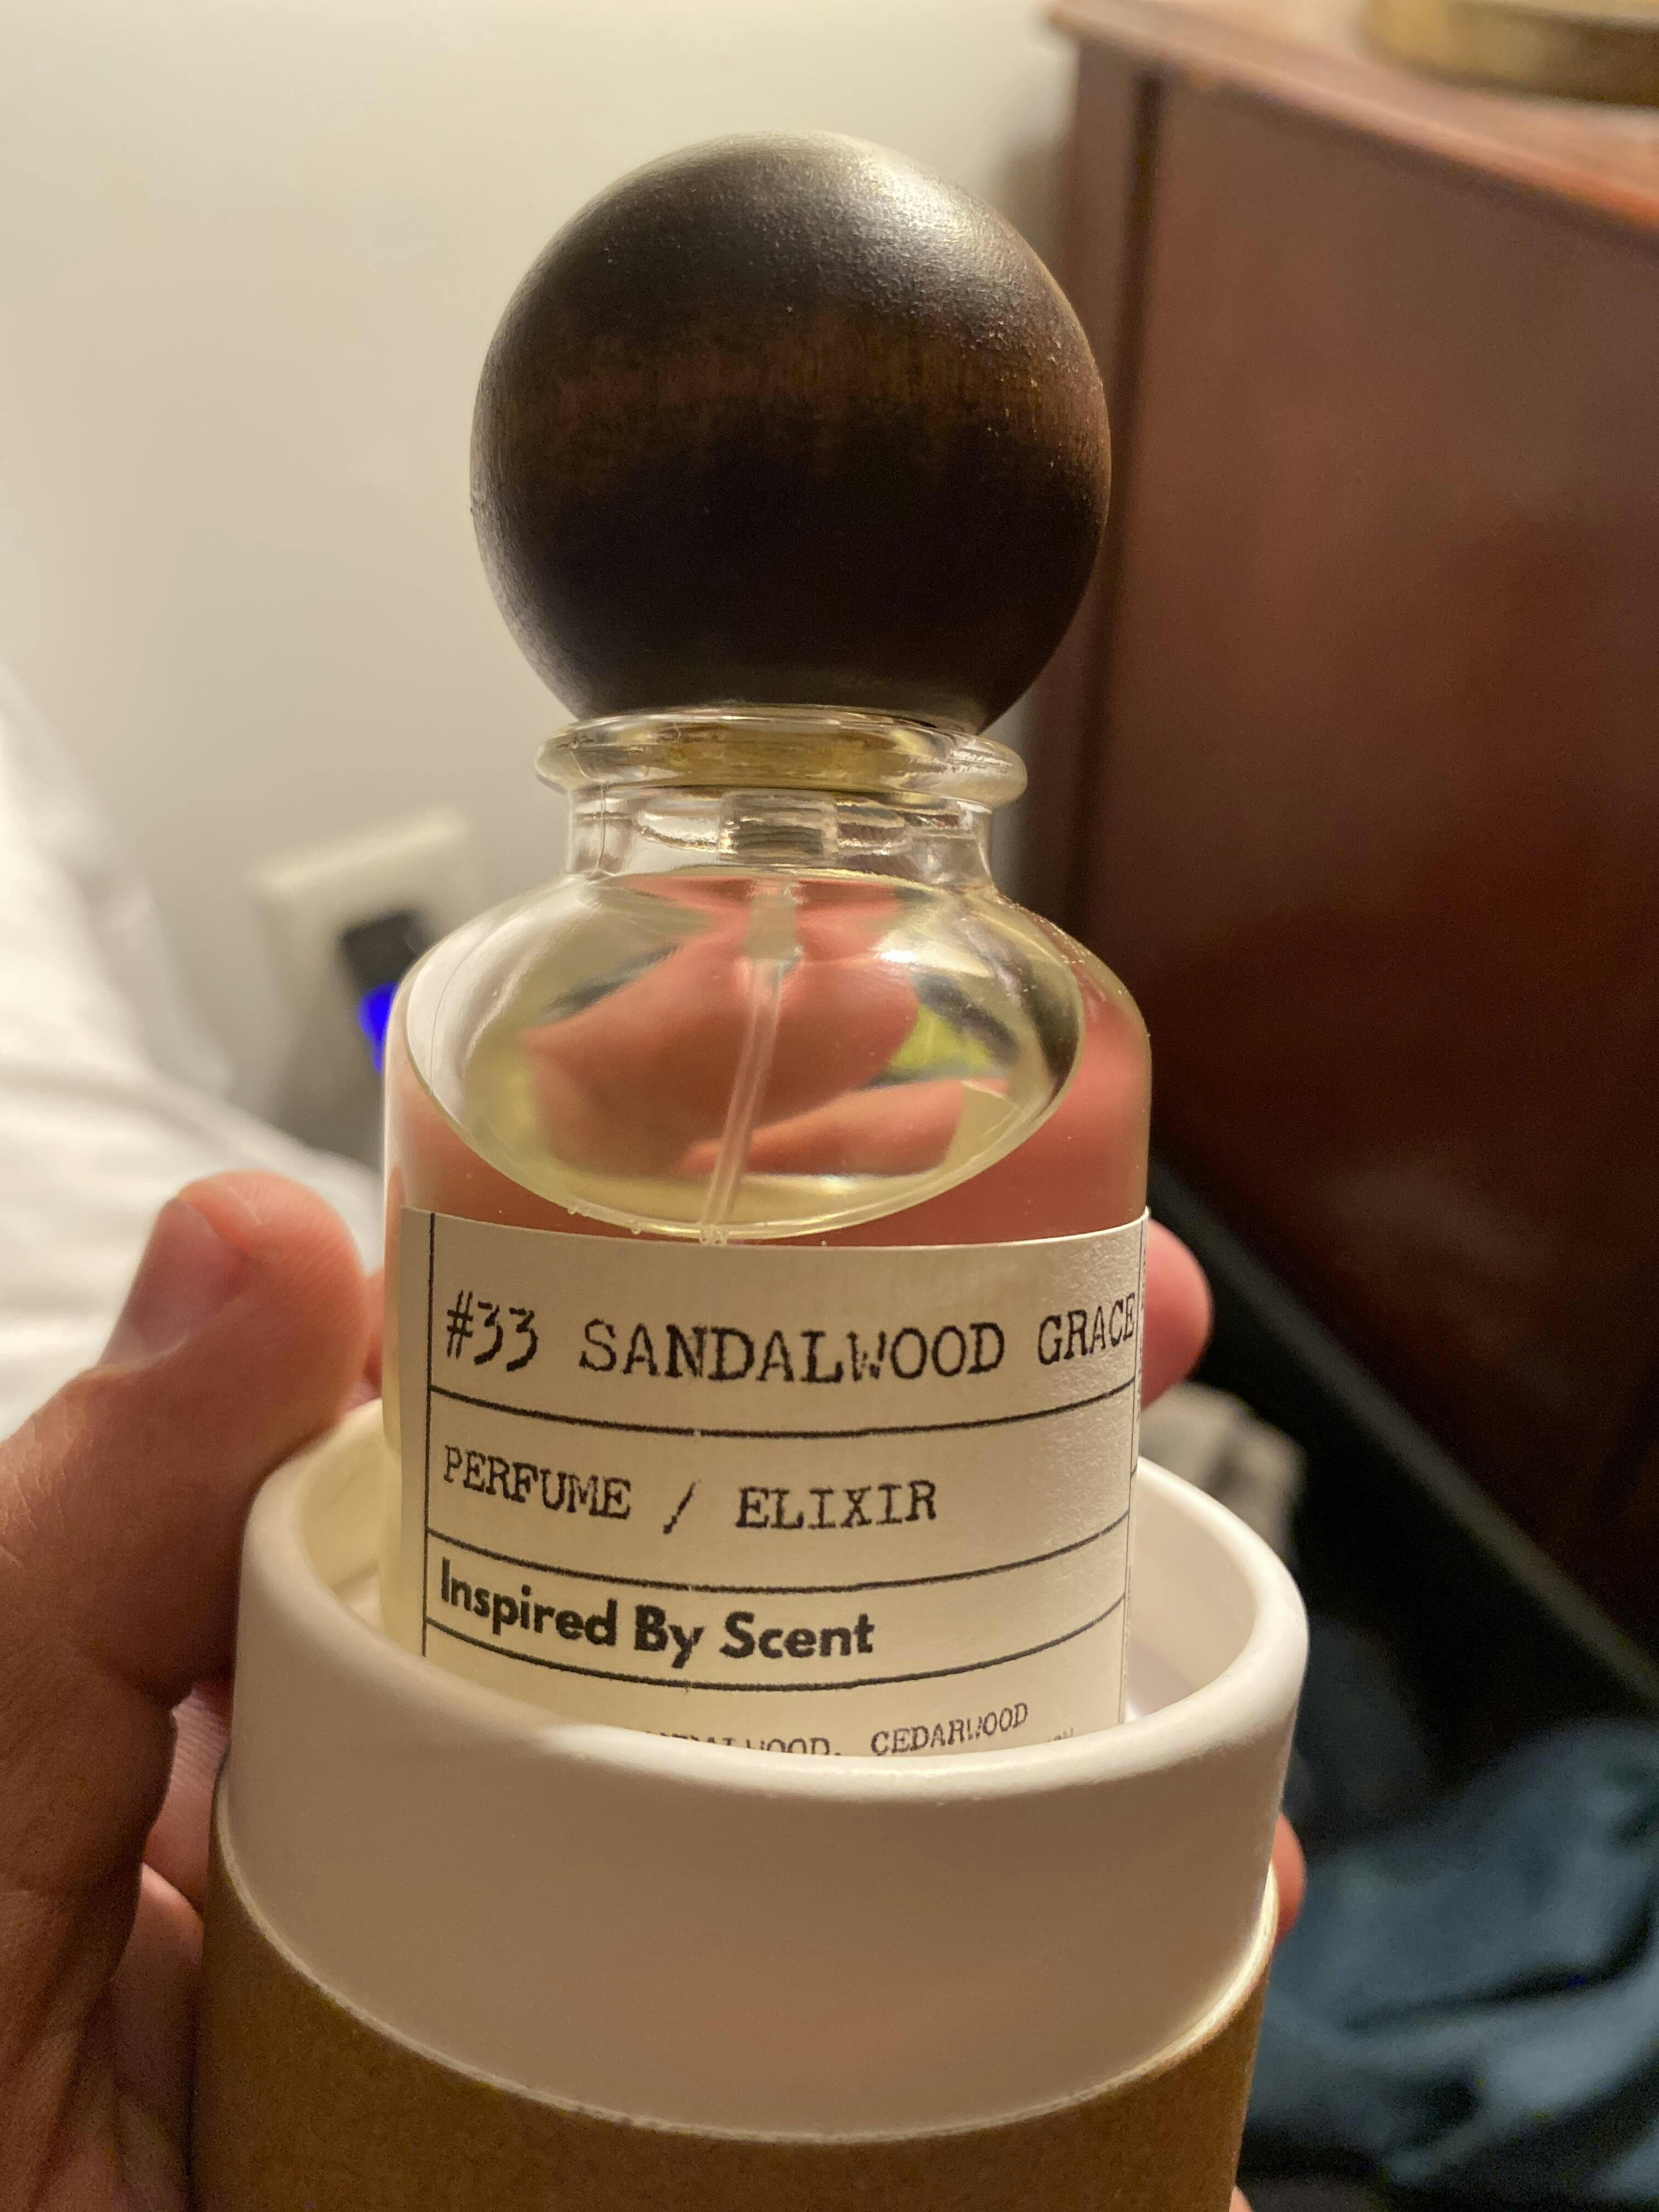 #33 SANDALWOOD GRACE
PERFUME / ELIXIR
Inspired By Scent
CEDARWOOD